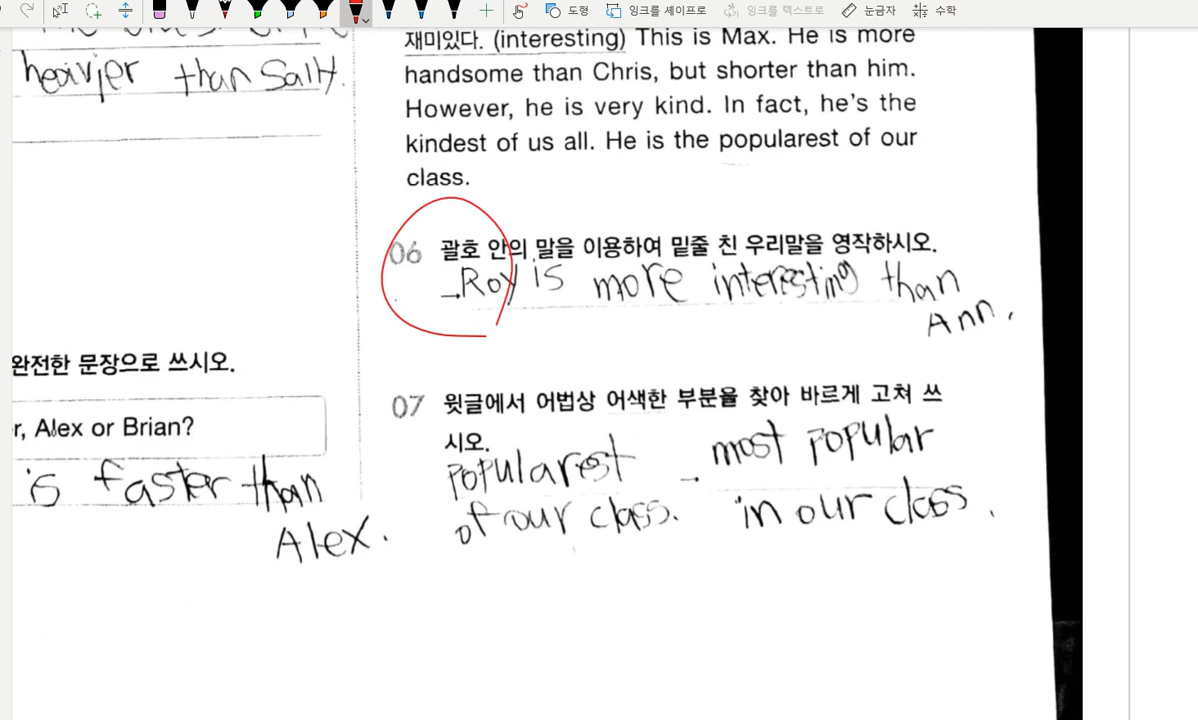 도형
잉크를 셰이프로
잉크를 텍스트로
눈금자
수학
heavier than Sally.
완전한 문장으로 쓰시오.
r, Alex or Brian?
is faster than
Alex.
재미있다. (interesting) This is Max. He is more
handsome than Chris, but shorter than him.
However, he is very kind. In fact, he's the
kindest of us all. He is the popularest of our
class.
06 괄호 안의 말을 이용하여 밑줄 친 우리말을 영작하시오.
→ Roy is more interesting than
Ann.
07 윗글에서 어법상 어색한 부분을 찾아 바르게 고쳐 쓰
시오.
popularest → most popular
of our class. in our class.